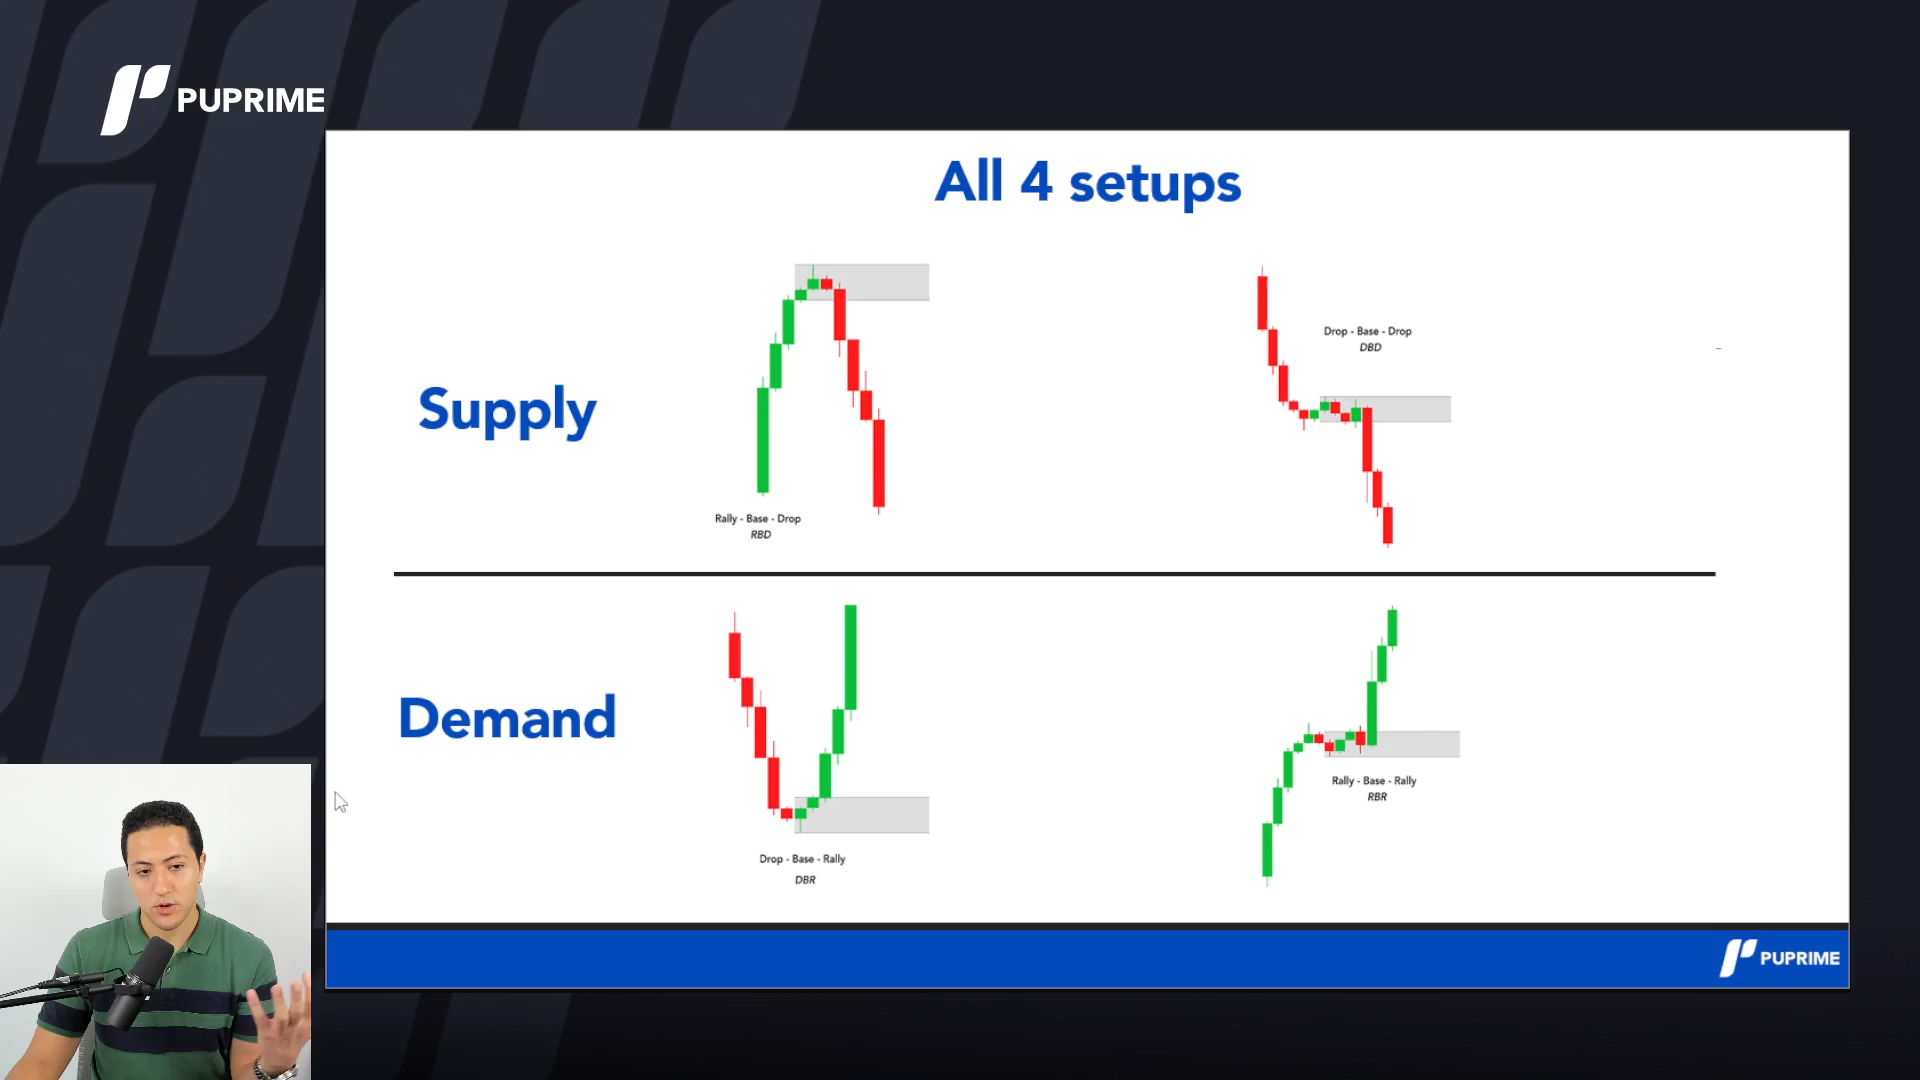 PUPRIME
All 4 setups
Supply
Rally - Base - Drop
RBD
Drop - Base - Drop
DBD
Demand
Drop - Base - Rally
DBR
Rally - Base - Rally
RBR
PUPRIME